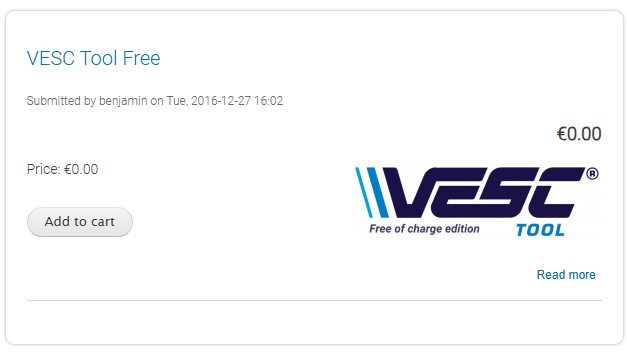 VESC Tool Free
Submitted by benjamin on Tue, 2016-12-27 16:02
€0.00
Price: €0.00
VESC®
Free of charge edition
TOOL
Add to cart
Read more